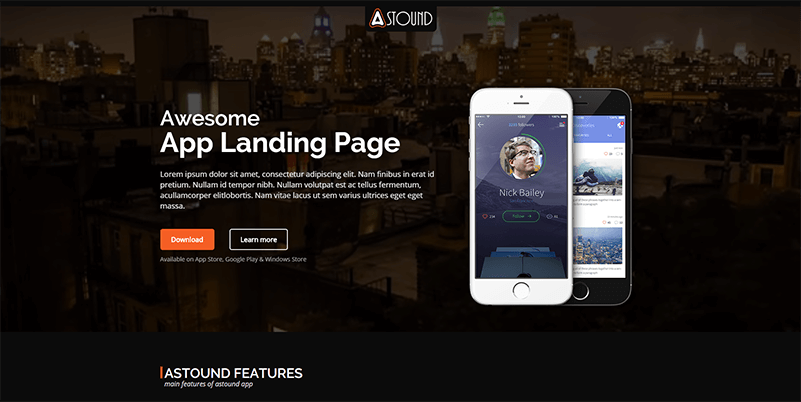 ASTOUND
Awesome
App Landing Page
Lorem ipsum dolor sit amet, consectetur adipiscing elit. Nam finibus in erat id
pretium. Nullam id tempor nibh. Nullam volutpat est ac tellus fermentum,
acullamcorper elitlobortis. Nam vitae lacus ut sem varius ultrices eget eget
massa.
Download
Learn more
Available on App Store, Google Play & Windows Store
Nick Bailey
Follow
ASTOUND FEATURES
main features of astound app